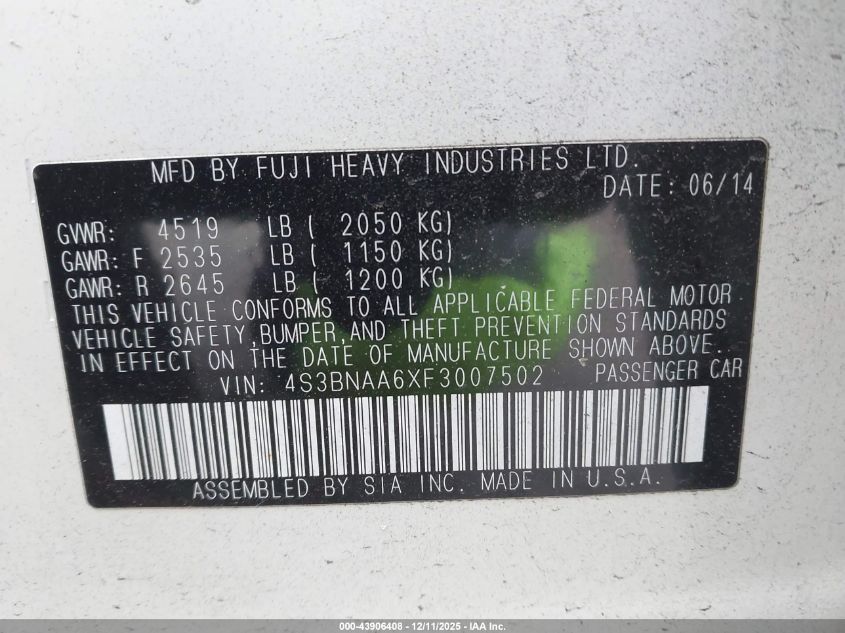 MFD BY FUJI HEAVY INDUSTRIES LTD.
DATE: 06/14
GVWR: 4519 LB ( 2050 KG)
GAWR: F 2535 LB ( 1150 KG)
GAWR: R 2645 LB ( 1200 KG)
THIS VEHICLE CONFORMS TO ALL APPLICABLE FEDERAL MOTOR
VEHICLE SAFETY,BUMPER,AND THEFT PREVENTION STANDARDS
IN EFFECT ON THE DATE OF MANUFACTURE SHOWN ABOVE.
VIN: 4S3BNAA6XF3007502 PASSENGER CAR
ASSEMBLED BY SIA INC. MADE IN U.S.A.
000-43906408 - 12/11/2025 - IAA Inc.